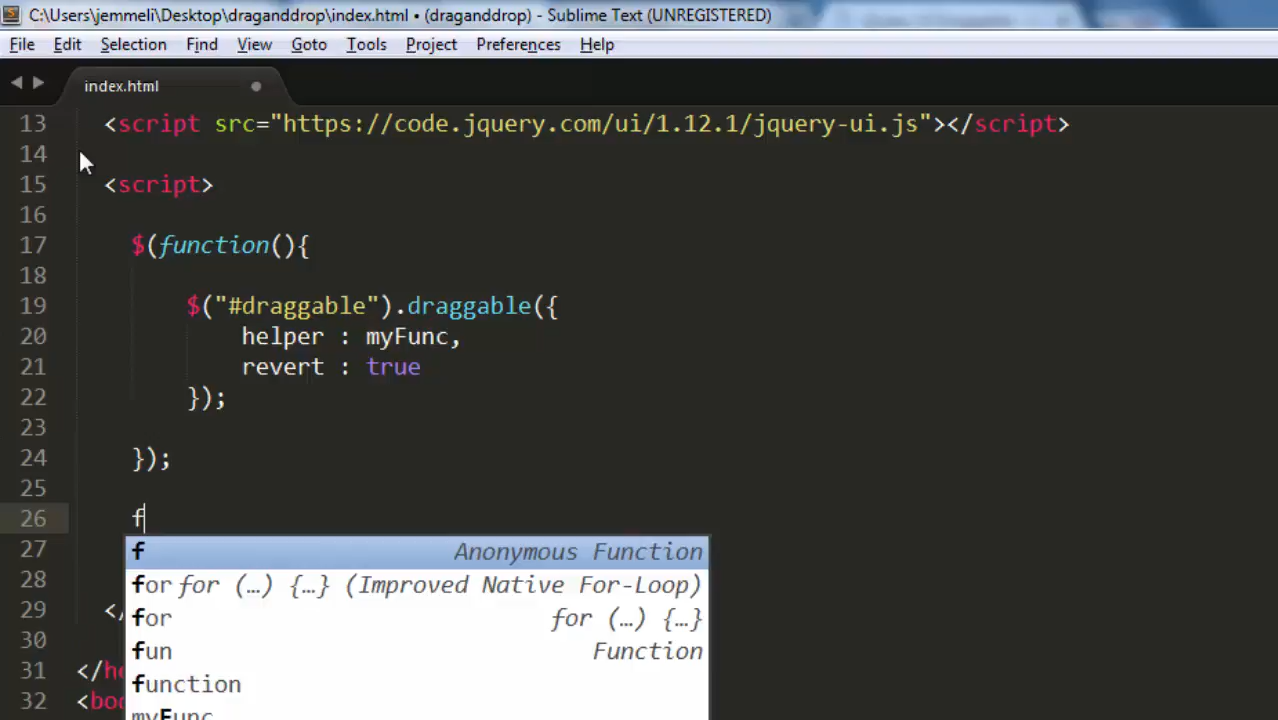 C:\Users\jemmeli\Desktop\draganddrop\index.html • (draganddrop) - Sublime Text (UNREGISTERED)
File Edit Selection Find View Goto Tools Project Preferences Help
index.html
13 <script src="https://code.jquery.com/ui/1.12.1/jquery-ui.js"></script>
14
15 <script>
16
17 $(function(){
18
19 $("#draggable").draggable({
20 helper : myFunc,
21 revert : true
22 });
23
24 });
25
26 f
27 f Anonymous Function
28 for for (…) {…} (Improved Native For-Loop)
29 </ for for (…) {…}
30 fun Function
31 </he function
32 <bod myFunc